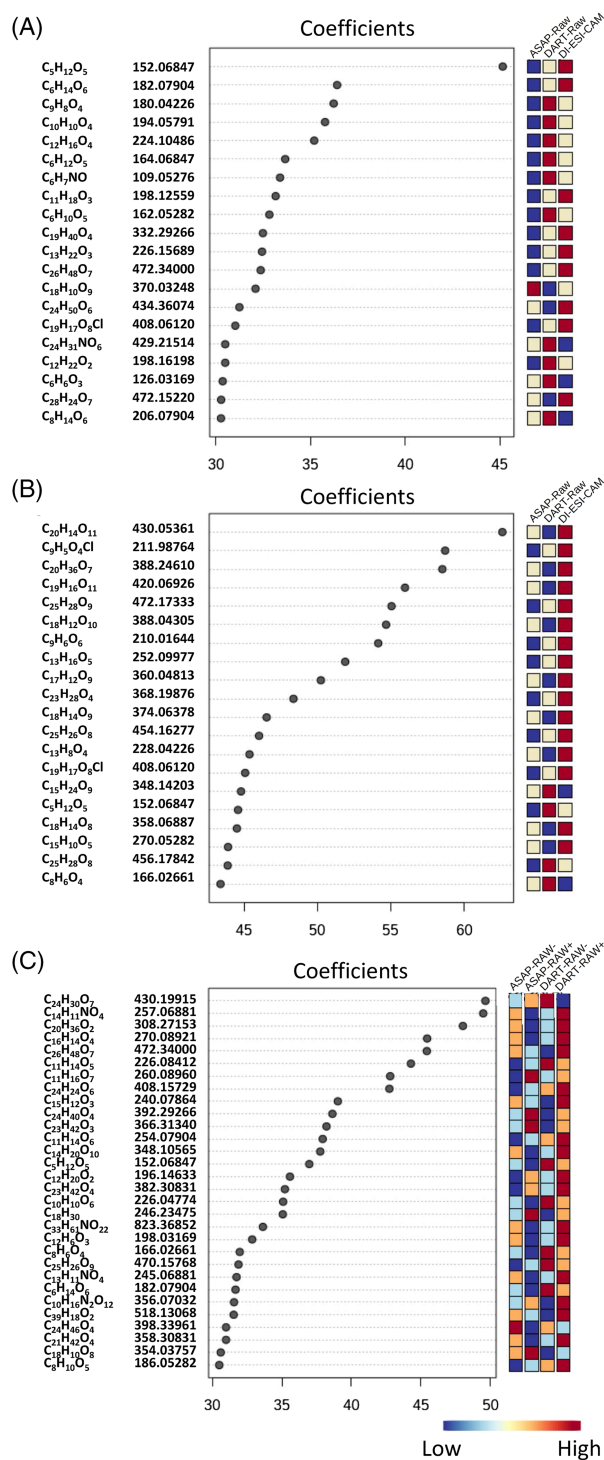 (A)
Coefficients
ASAP-Raw DART-Raw DI-ESI-CAM
C5H12O5 152.06847
C6H14O6 182.07904
C9H8O4 180.04226
C10H10O4 194.05791
C12H16O4 224.10486
C6H12O5 164.06847
C6H7NO 109.05276
C11H18O3 198.12559
C6H10O5 162.05282
C19H40O4 332.29266
C13H22O3 226.15689
C26H48O7 472.34000
C18H10O9 370.03248
C24H50O6 434.36074
C19H17O8Cl 408.06120
C24H31NO6 429.21514
C12H22O2 198.16198
C6H6O3 126.03169
C28H24O7 472.15220
C8H14O6 206.07904
30 35 40 45
(B)
Coefficients
ASAP-Raw DART-Raw DI-ESI-CAM
C20H14O11 430.05361
C9H5O4Cl 211.98764
C20H36O7 388.24610
C19H16O11 420.06926
C25H28O9 472.17333
C18H12O10 388.04305
C9H6O6 210.01644
C13H16O5 252.09977
C17H12O9 360.04813
C23H28O4 368.19876
C18H14O9 374.06378
C25H26O8 454.16277
C13H8O4 228.04226
C19H17O8Cl 408.06120
C15H24O9 348.14203
C5H12O5 152.06847
C18H14O8 358.06887
C15H10O5 270.05282
C25H28O8 456.17842
C8H6O4 166.02661
45 50 55 60
(C)
Coefficients
ASAP-RAW- ASAP-RAW+ DART-RAW- DART-RAW+
C24H30O7 430.19915
C14H11NO4 257.06881
C20H36O2 308.27153
C16H14O4 270.08921
C26H48O7 472.34000
C11H14O5 226.08412
C11H16O7 260.08960
C24H24O6 408.15729
C15H12O3 240.07864
C24H40O4 392.29266
C23H42O3 366.31340
C11H14O6 254.07904
C14H20O10 348.10565
C5H12O5 152.06847
C12H20O2 196.14633
C23H42O4 382.30831
C10H10O6 226.04774
C18H30 246.23475
C33H61NO22 823.36852
C12H6O3 198.03169
C8H6O4 166.02661
C25H26O9 470.15768
C13H11NO4 245.06881
C6H14O6 182.07904
C10H16N2O12 356.07032
C39H18O2 518.13068
C24H46O4 398.33961
C21H42O4 358.30831
C18H10O8 354.03757
C8H10O5 186.05282
30 35 40 45 50
Low High